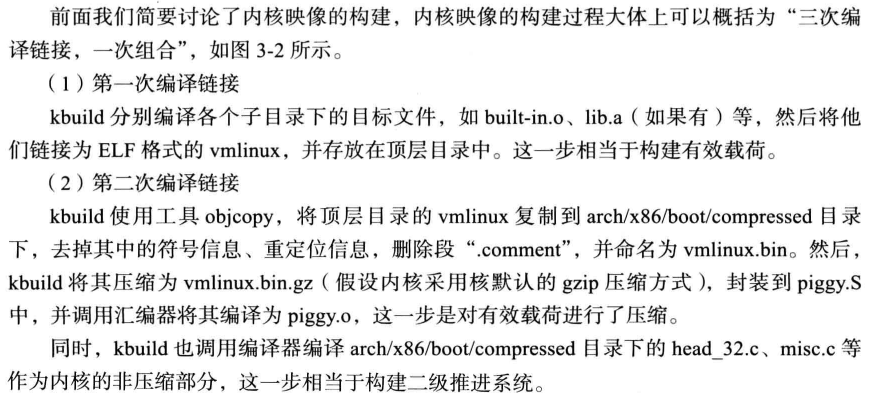 前面我们简要讨论了内核映像的构建，内核映像的构建过程大体上可以概括为“三次编
译链接，一次组合”，如图 3-2 所示。
（1）第一次编译链接
kbuild 分别编译各个子目录下的目标文件，如 built-in.o、lib.a（如果有）等，然后将他
们链接为 ELF 格式的 vmlinux，并存放在顶层目录中。这一步相当于构建有效载荷。
（2）第二次编译链接
kbuild 使用工具 objcopy，将顶层目录的 vmlinux 复制到 arch/x86/boot/compressed 目录
下，去掉其中的符号信息、重定位信息，删除段“.comment”，并命名为 vmlinux.bin。然后，
kbuild 将其压缩为 vmlinux.bin.gz（假设内核采用核默认的 gzip 压缩方式），封装到 piggy.S
中，并调用汇编器将其编译为 piggy.o，这一步是对有效载荷进行了压缩。
同时，kbuild 也调用编译器编译 arch/x86/boot/compressed 目录下的 head_32.c、misc.c 等
作为内核的非压缩部分，这一步相当于构建二级推进系统。